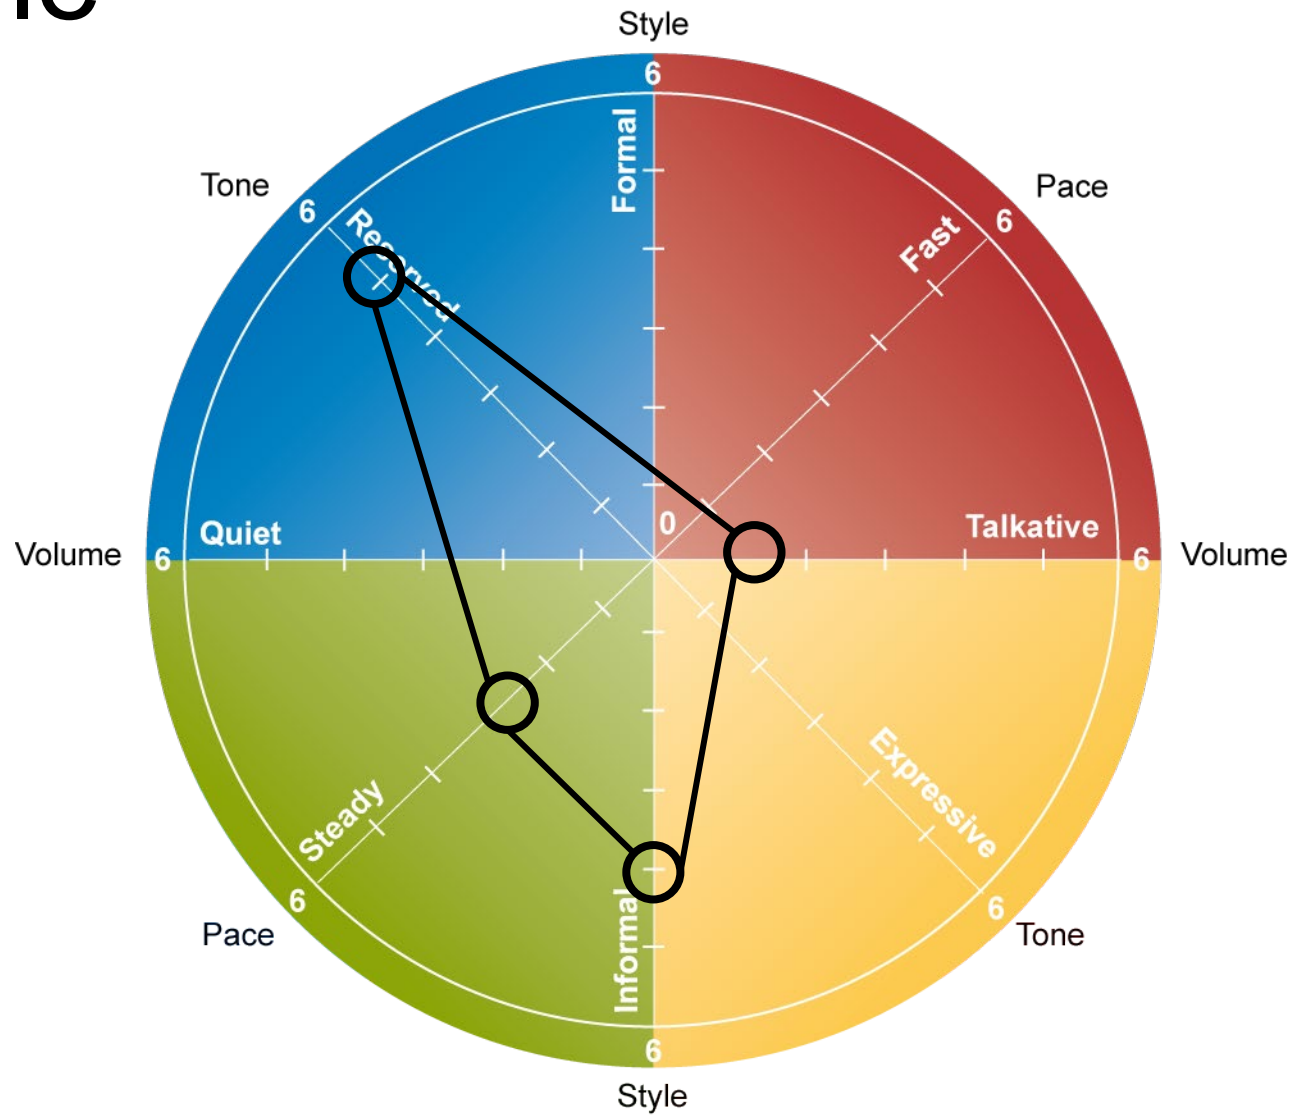 Style
6
Formal
Tone
6
Reserved
Pace
6
Fast
Volume
6
Quiet
0
Talkative
6
Volume
Steady
6
Pace
Expressive
6
Tone
Informal
6
Style